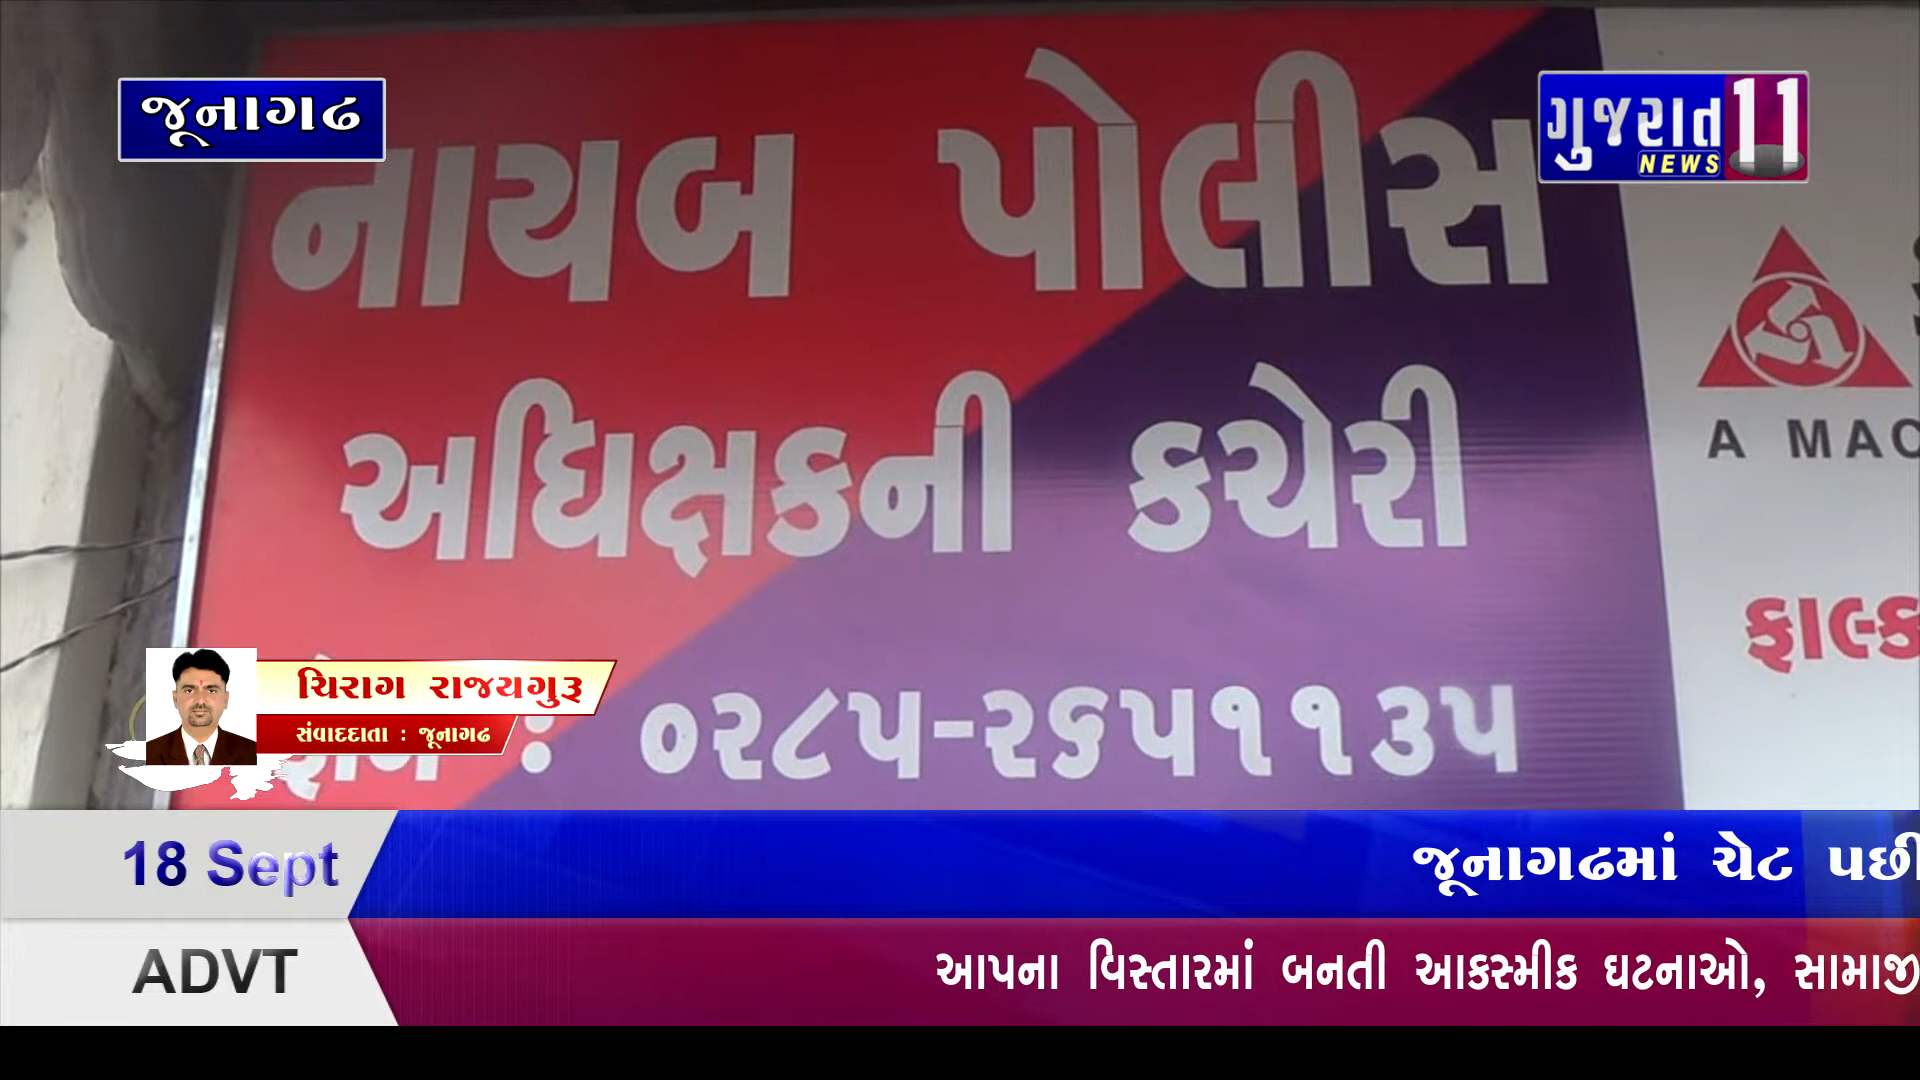 જૂનાગઢ
ગુજરાત 11
NEWS
નાયબ પોલીસ
અધિક્ષકની કચેરી
ફોન : ૦૨૮૫-૨૬૫૧૧૩૫
A MAC
ફાલ્ક
ચિરાગ રાજયગુરૂ
સંવાદદાતા : જૂનાગઢ
18 Sept
જૂનાગઢમાં ચેટ પછી
ADVT
આપના વિસ્તારમાં બનતી આકસ્મીક ઘટનાઓ, સામાજી